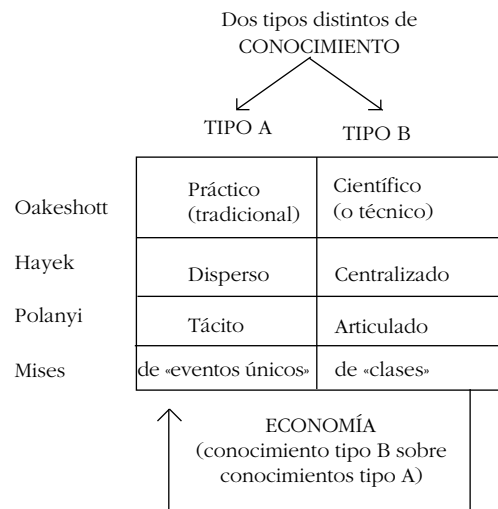 Dos tipos distintos de
CONOCIMIENTO
TIPO A TIPO B
Oakeshott Práctico Científico
(tradicional) (o técnico)
Hayek Disperso Centralizado
Polanyi Tácito Articulado
Mises de «eventos únicos» de «clases»
ECONOMÍA
(conocimiento tipo B sobre
conocimientos tipo A)